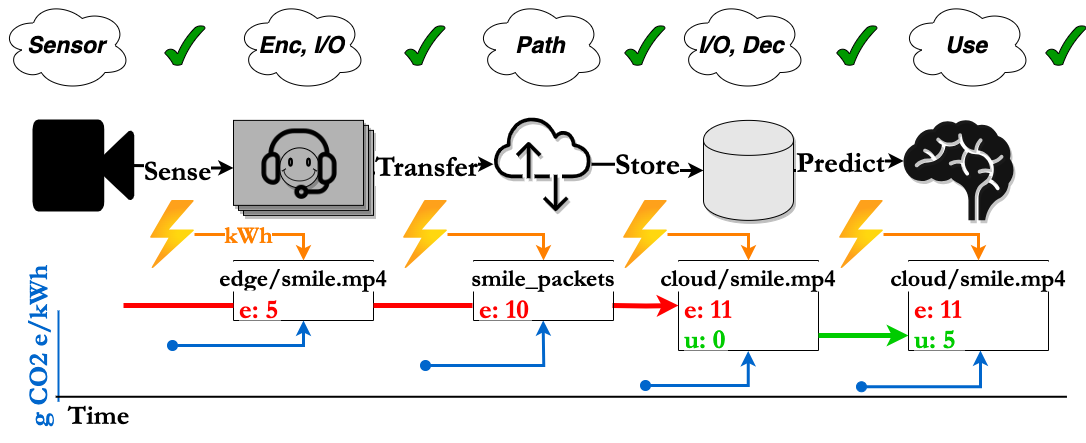 Sensor
Enc, I/O
Path
I/O, Dec
Use
Sense
Transfer
Store
Predict
kWh
edge/smile.mp4
smile_packets
cloud/smile.mp4
cloud/smile.mp4
e: 5
e: 10
e: 11
e: 11
u: 0
u: 5
g CO2 e/kWh
Time